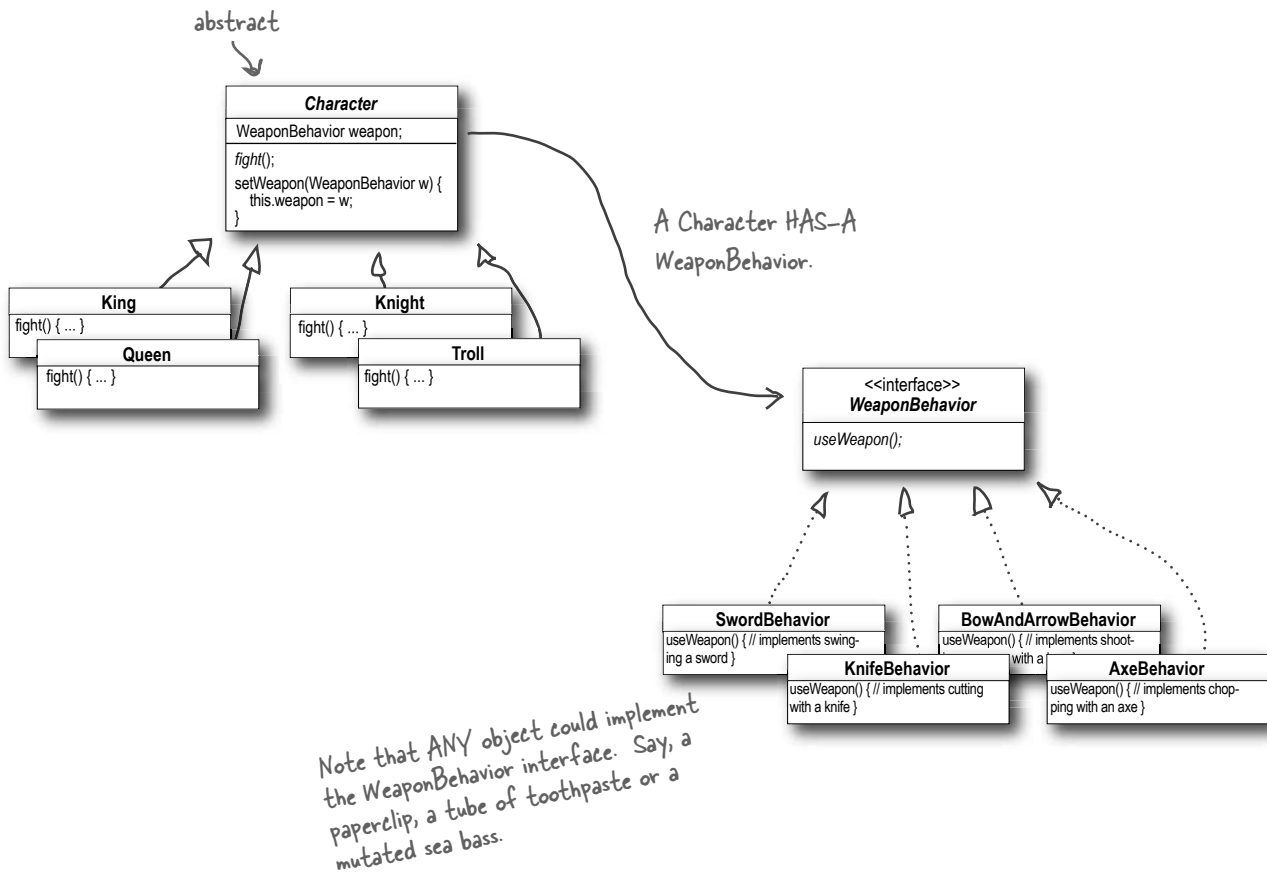 abstract
Character
WeaponBehavior weapon;
fight();
setWeapon(WeaponBehavior w) {
this.weapon = w;
}
A Character HAS-A
WeaponBehavior.
King
fight() { ... }
Queen
fight() { ... }
Knight
fight() { ... }
Troll
fight() { ... }
<<interface>>
WeaponBehavior
useWeapon();
SwordBehavior
useWeapon() { // implements swing-
ing a sword }
BowAndArrowBehavior
useWeapon() { // implements shoot-
with a
KnifeBehavior
useWeapon() { // implements cutting
with a knife }
AxeBehavior
useWeapon() { // implements chop-
ping with an axe }
Note that ANY object could implement
the WeaponBehavior interface. Say, a
paperclip, a tube of toothpaste or a
mutated sea bass.